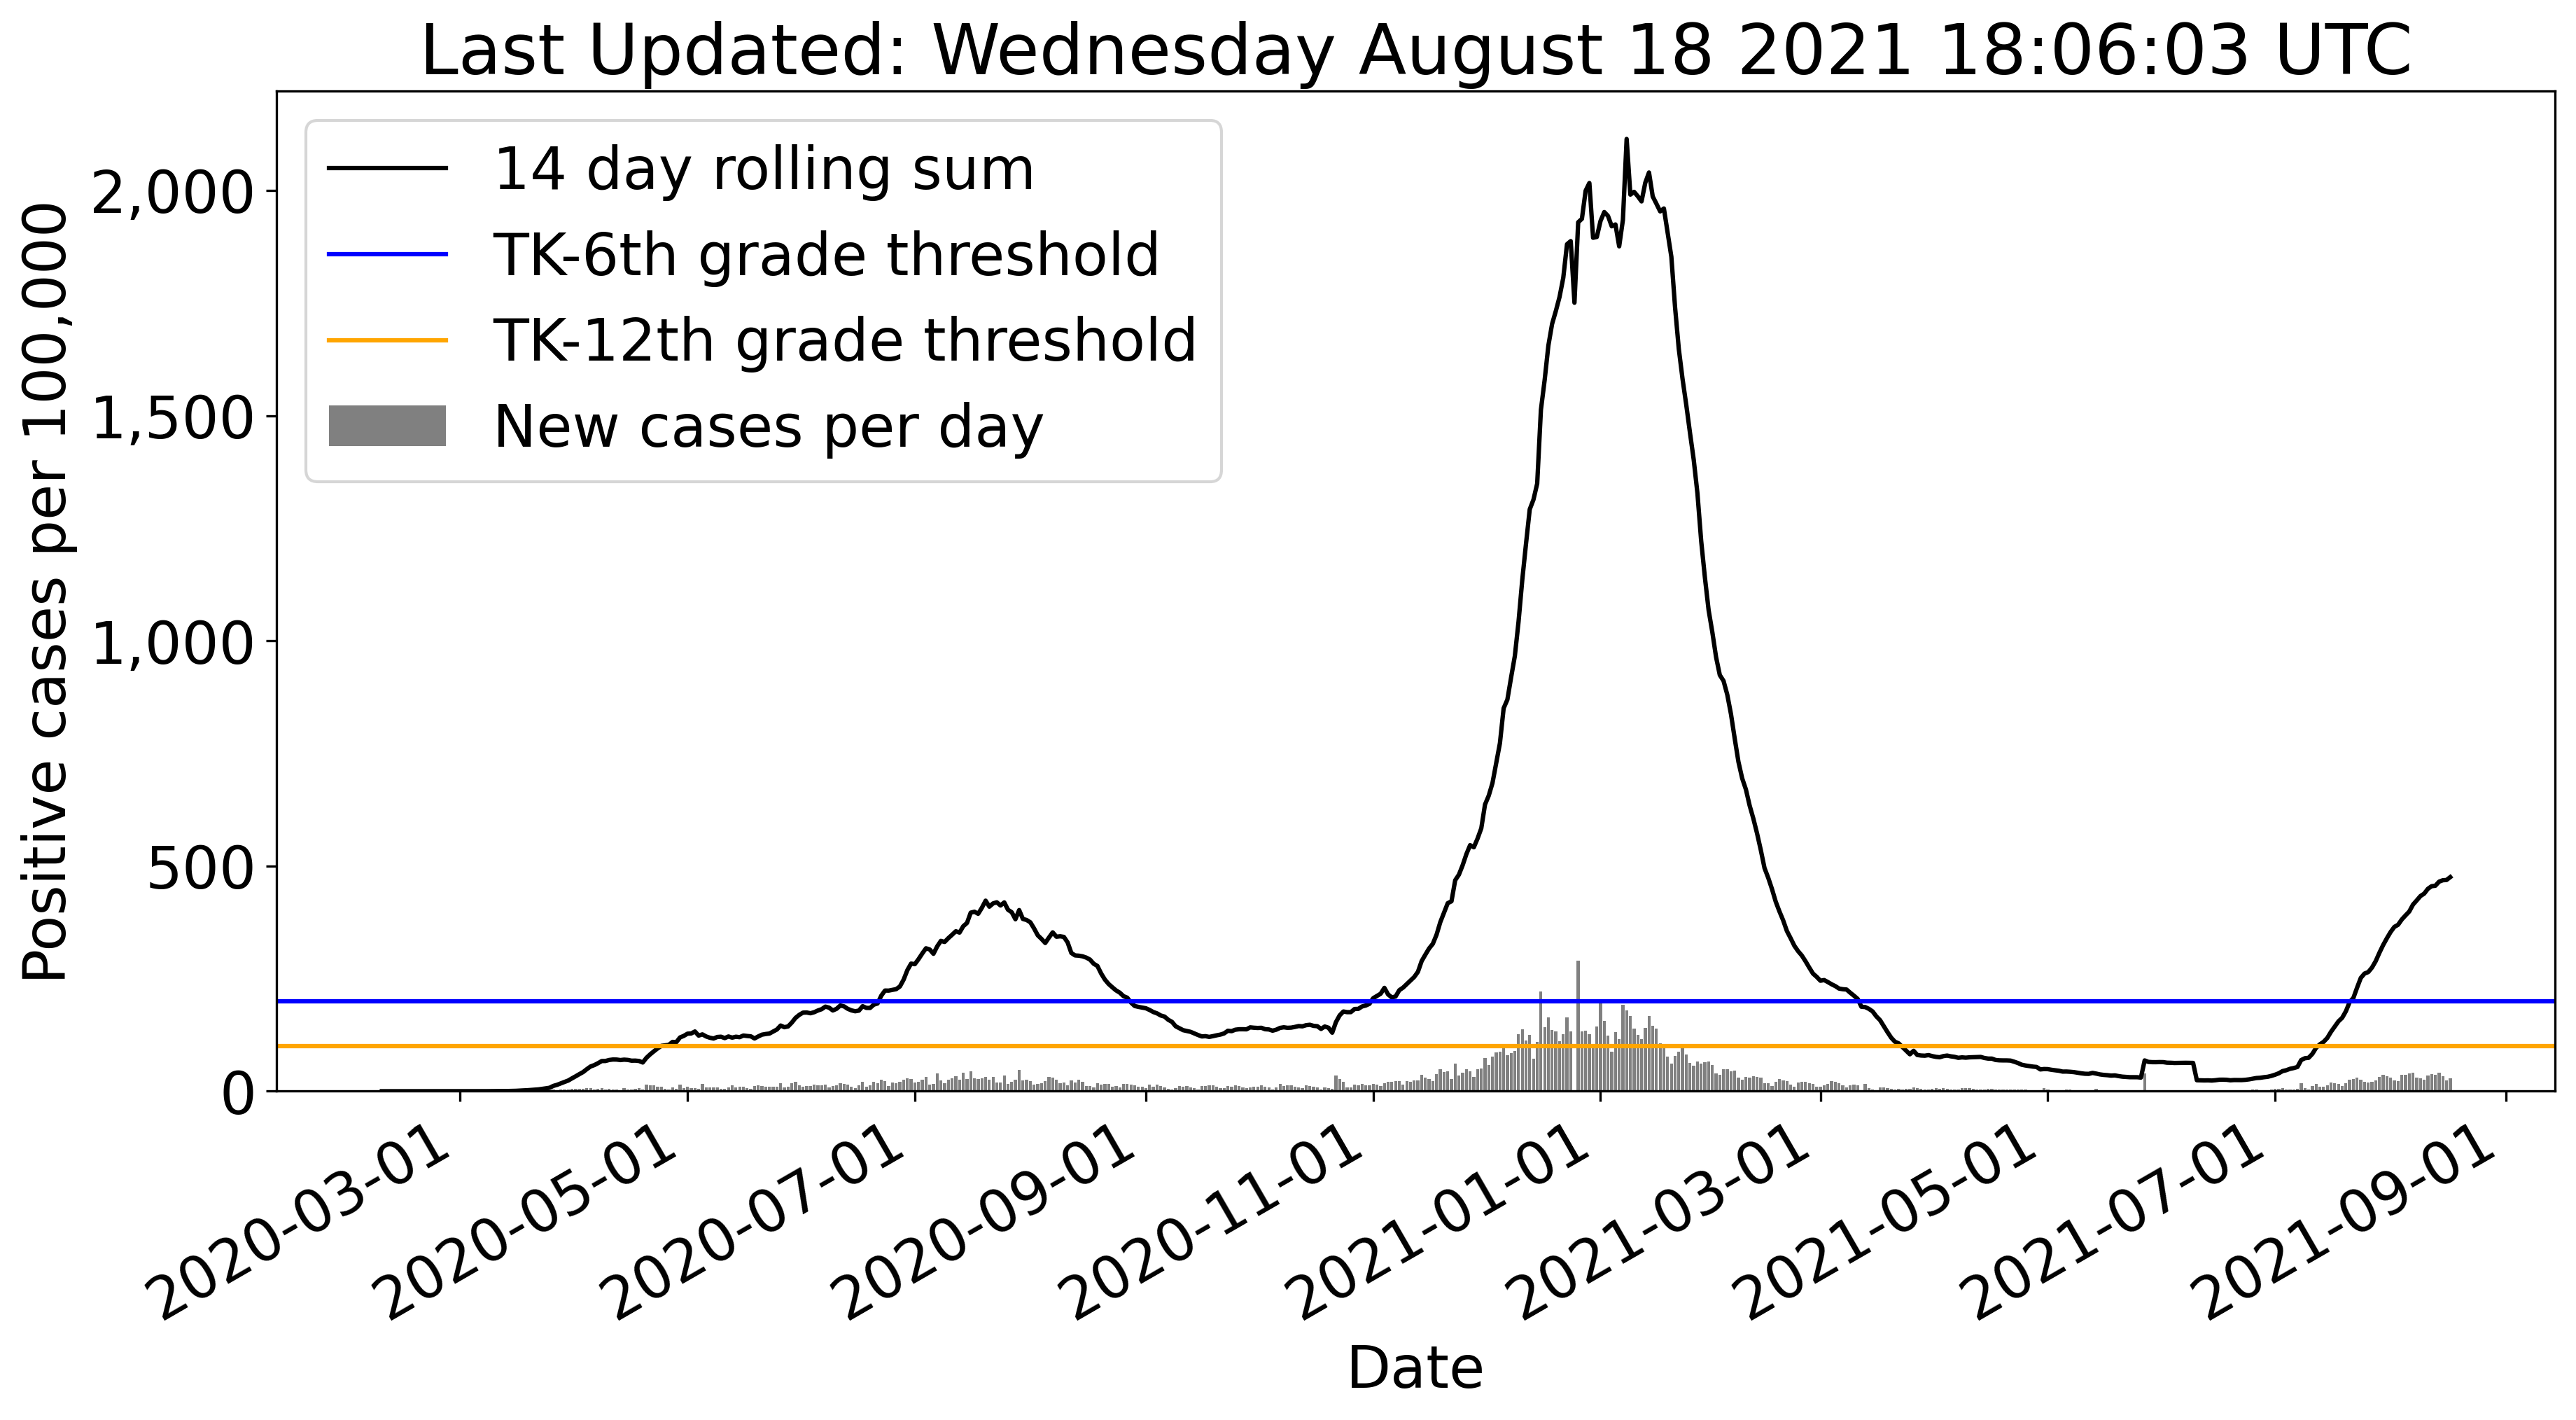 Last Updated: Wednesday August 18 2021 18:06:03 UTC
14 day rolling sum
TK-6th grade threshold
TK-12th grade threshold
New cases per day
Positive cases per 100,000
2,000
1,500
1,000
500
0
2020-03-01
2020-05-01
2020-07-01
2020-09-01
2020-11-01
2021-01-01
2021-03-01
2021-05-01
2021-07-01
2021-09-01
Date